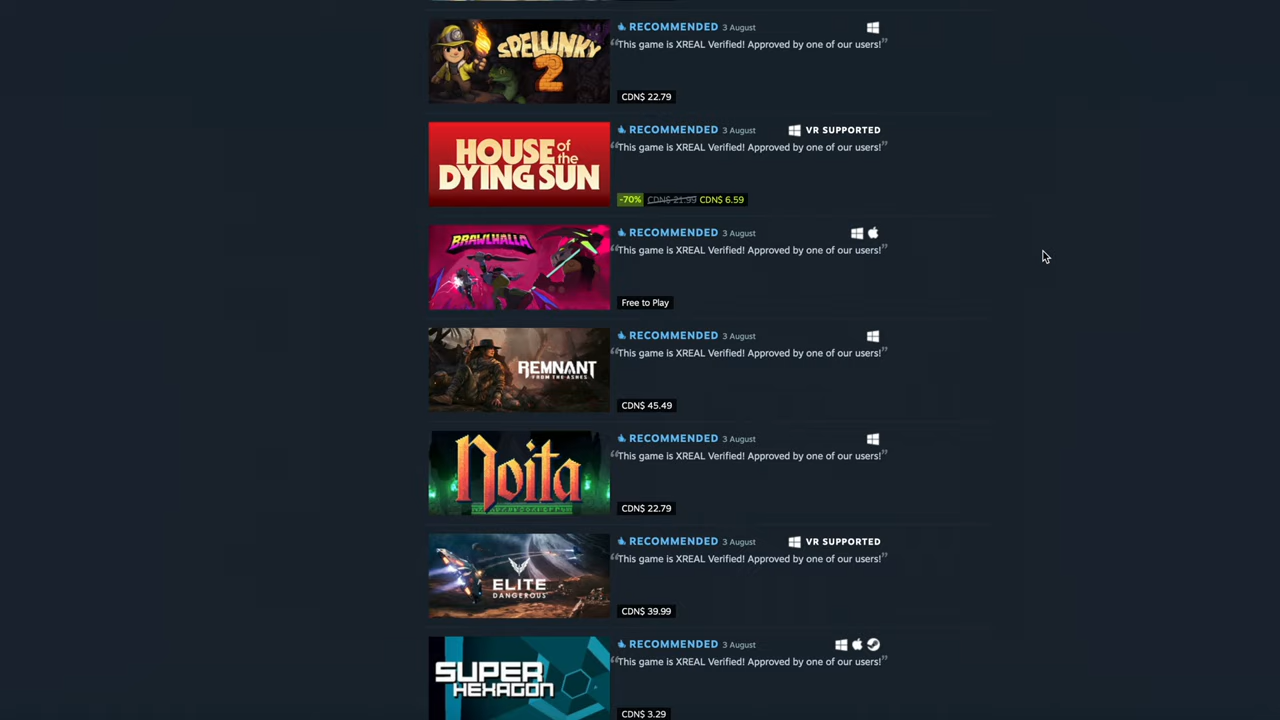 SPELUNKY
2
RECOMMENDED 3 August
“This game is XREAL Verified! Approved by one of our users!”
CDN$ 22.79
HOUSE of the
DYING SUN
RECOMMENDED 3 August VR SUPPORTED
“This game is XREAL Verified! Approved by one of our users!”
-70% CDN$ 21.99 CDN$ 6.59
BRAWLHALLA
RECOMMENDED 3 August
“This game is XREAL Verified! Approved by one of our users!”
Free to Play
REMNANT
FROM THE ASHES
RECOMMENDED 3 August
“This game is XREAL Verified! Approved by one of our users!”
CDN$ 45.49
Noita
RECOMMENDED 3 August
“This game is XREAL Verified! Approved by one of our users!”
CDN$ 22.79
ELITE
DANGEROUS
RECOMMENDED 3 August VR SUPPORTED
“This game is XREAL Verified! Approved by one of our users!”
CDN$ 39.99
SUPER
HEXAGON
RECOMMENDED 3 August
“This game is XREAL Verified! Approved by one of our users!”
CDN$ 3.29